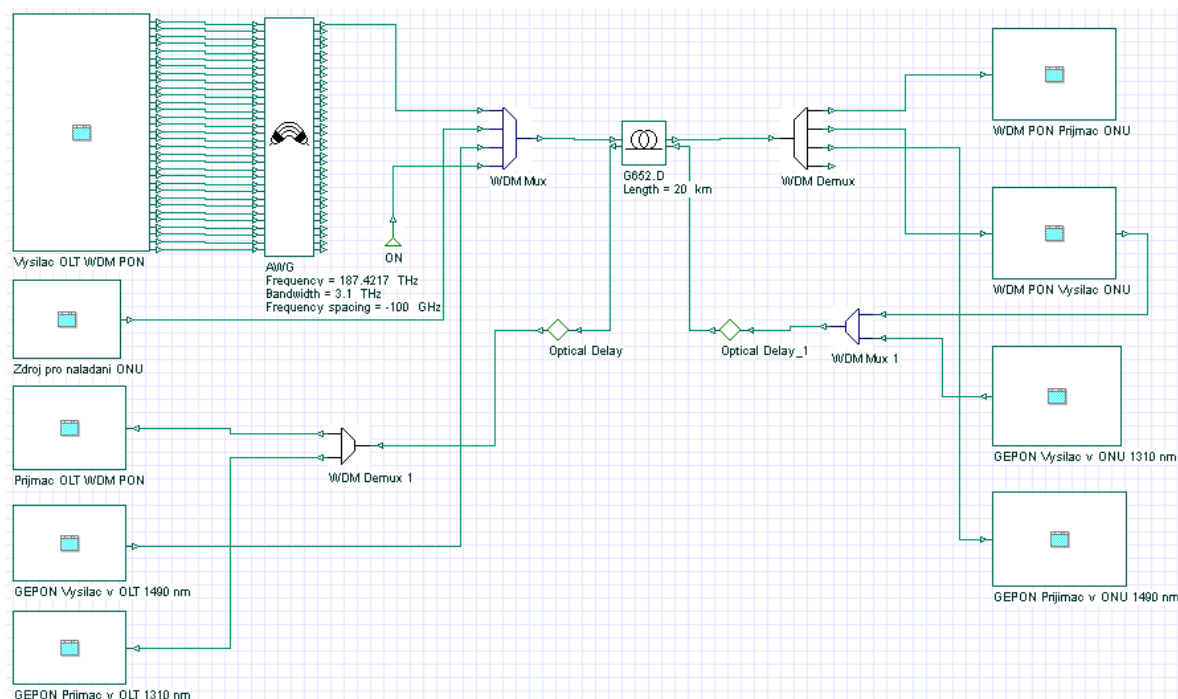 Vysilac OLT WDM PON
AWG
Frequency = 187.4217 THz
Bandwidth = 3.1 THz
Frequency spacing = -100 GHz
ON
WDM Mux
G652.D
Length = 20 km
WDM Demux
WDM PON Prijmac ONU
WDM PON Vysilac ONU
Zdroj pro naladani ONU
Optical Delay
Optical Delay_1
WDM Mux 1
Prijmac OLT WDM PON
WDM Demux 1
GEPON Vysilac v ONU 1310 nm
GEPON Vysilac v OLT 1490 nm
GEPON Prijimac v ONU 1490 nm
GEPON Prijmac v OLT 1310 nm